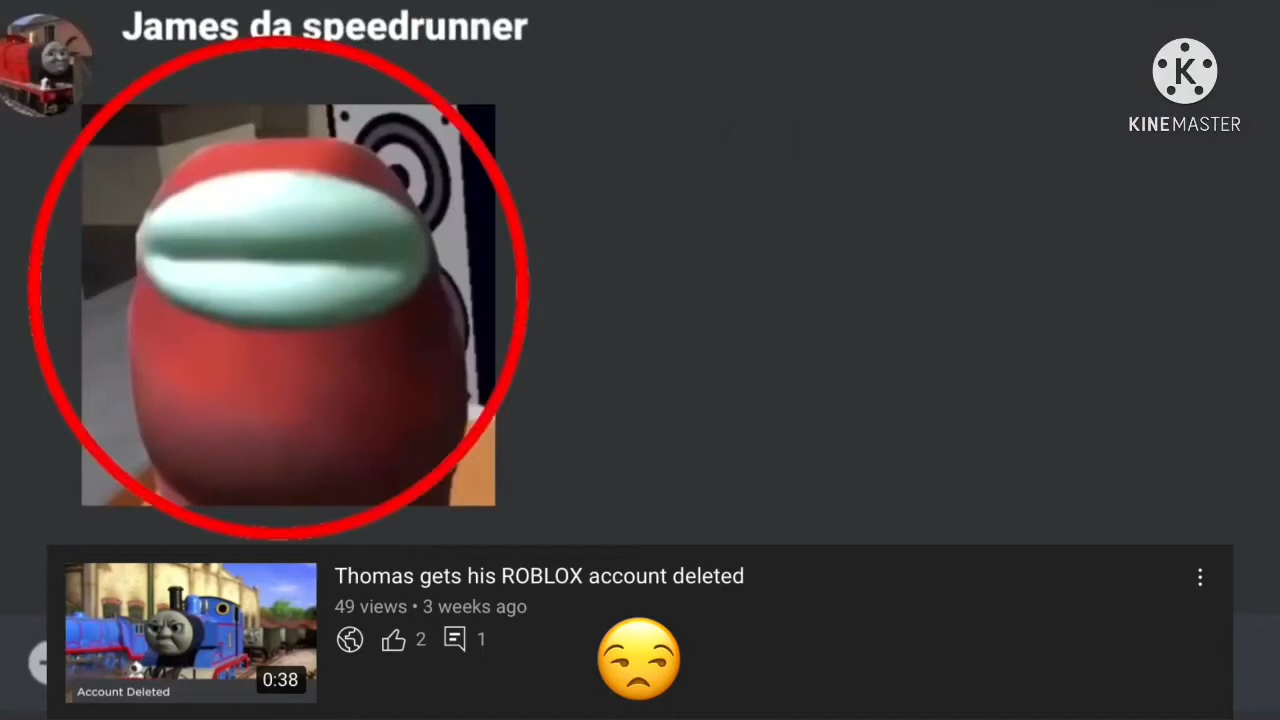 James da speedrunner
K
KINEMASTER
Thomas gets his ROBLOX account deleted
49 views • 3 weeks ago
2 1
0:38
Account Deleted